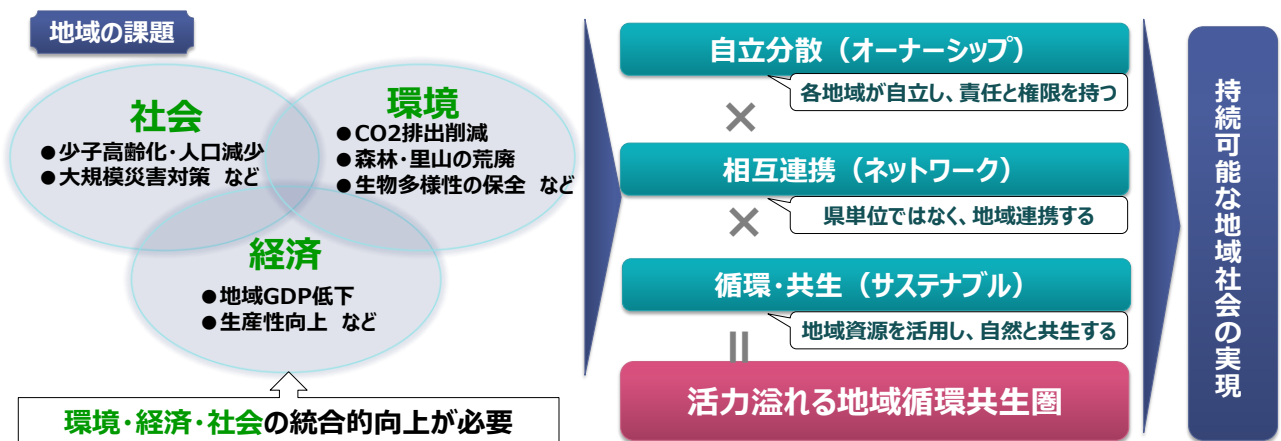 地域の課題
社会
●少子高齢化・人口減少
●大規模災害対策 など
環境
●CO2排出削減
●森林・里山の荒廃
●生物多様性の保全 など
経済
●地域GDP低下
●生産性向上 など
環境・経済・社会の統合的向上が必要
自立分散（オーナーシップ）
各地域が自立し、責任と権限を持つ
×
相互連携（ネットワーク）
県単位ではなく、地域連携する
×
循環・共生（サステナブル）
地域資源を活用し、自然と共生する
＝
活力溢れる地域循環共生圏
持続可能な地域社会の実現